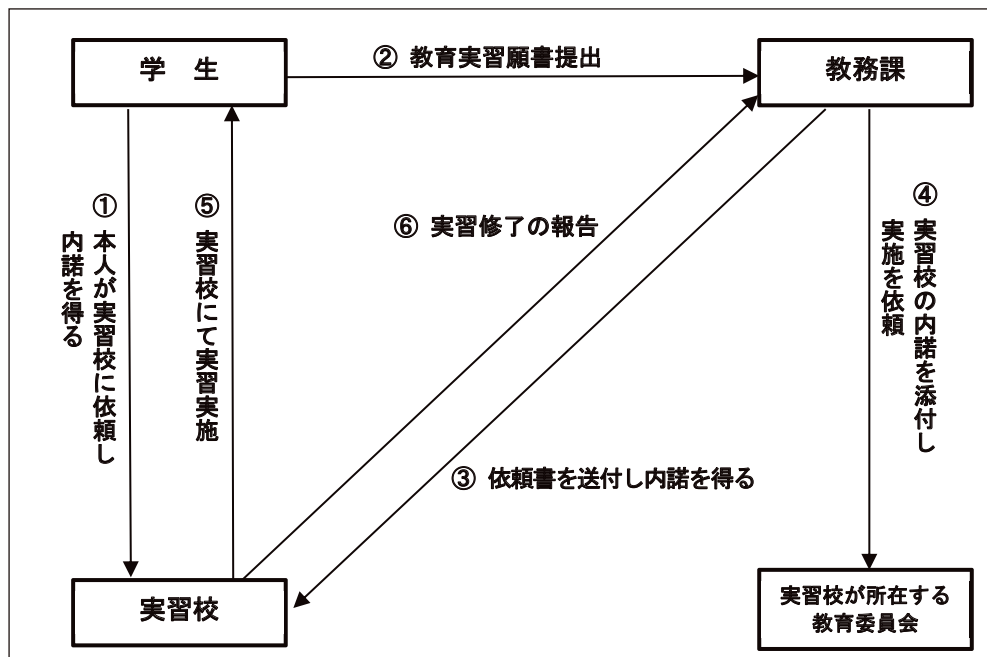 学　生
② 教育実習願書提出
教務課
① 本人が実習校に依頼し
内諾を得る
⑤ 実習校にて実習実施
⑥ 実習修了の報告
④ 実習校の内諾を添付し
実施を依頼
③ 依頼書を送付し内諾を得る
実習校
実習校が所在する
教育委員会